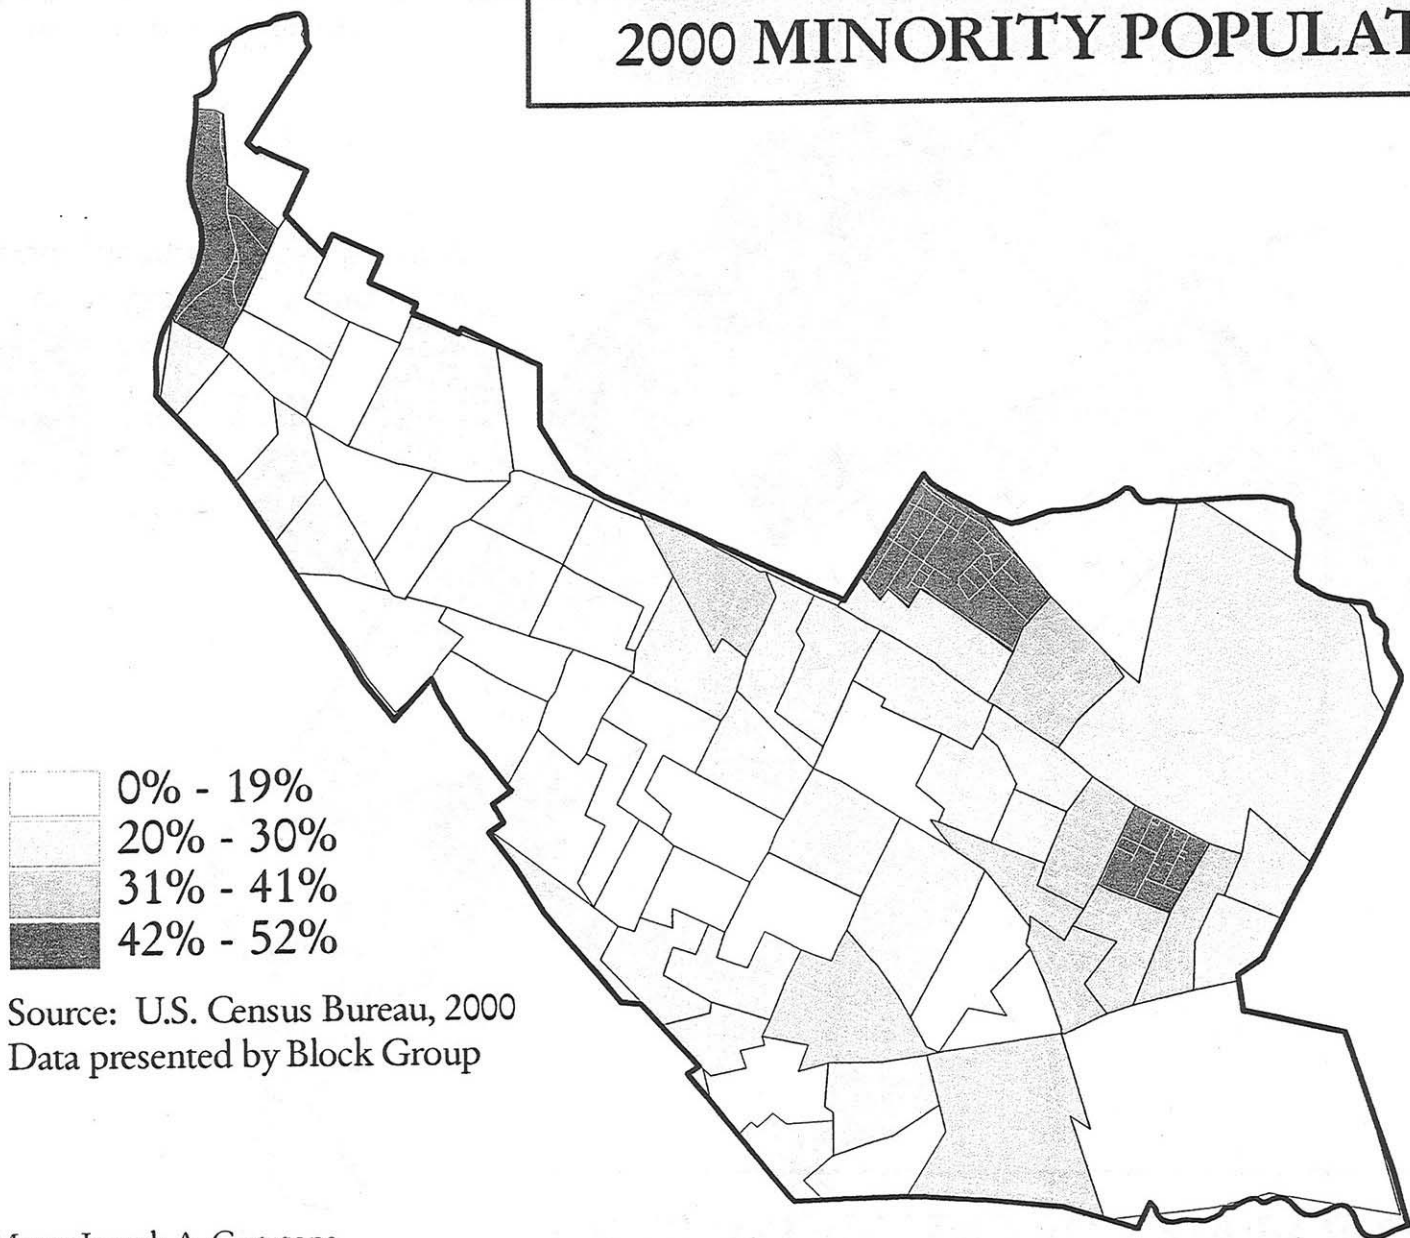 2000 MINORITY POPULAT
0% - 19%
20% - 30%
31% - 41%
42% - 52%
Source: U.S. Census Bureau, 2000
Data presented by Block Group